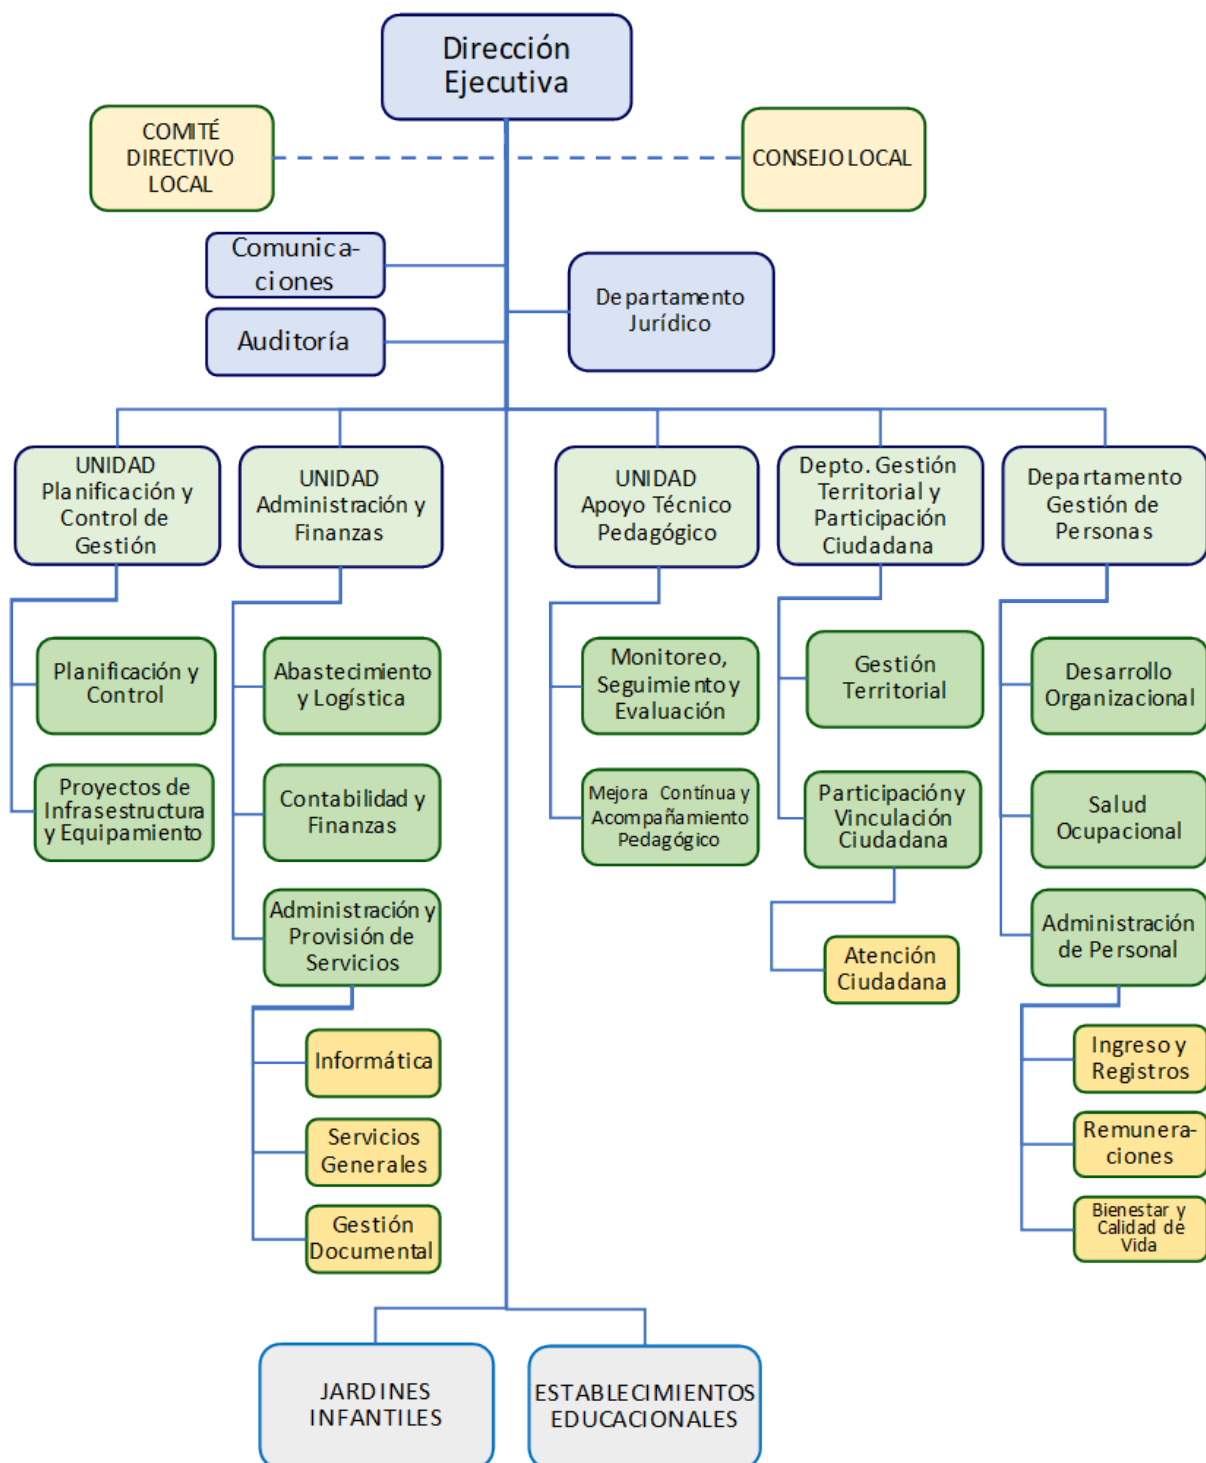 Dirección
Ejecutiva
COMITÉ
DIRECTIVO
LOCAL
CONSEJO LOCAL
Comunica-
ciones
Auditoría
Departamento
Jurídico
UNIDAD
Planificación y
Control de
Gestión
UNIDAD
Administración y
Finanzas
UNIDAD
Apoyo Técnico
Pedagógico
Depto. Gestión
Territorial y
Participación
Ciudadana
Departamento
Gestión de
Personas
Planificación y
Control
Proyectos de
Infrasestructura
y Equipamiento
Abastecimiento
y Logística
Contabilidad y
Finanzas
Administración y
Provisión de
Servicios
Informática
Servicios
Generales
Gestión
Documental
Monitoreo,
Seguimiento y
Evaluación
Mejora Contínua y
Acompañamiento
Pedagógico
Gestión
Territorial
Participación y
Vinculación
Ciudadana
Atención
Ciudadana
Desarrollo
Organizacional
Salud
Ocupacional
Administración
de Personal
Ingreso y
Registros
Remunera-
ciones
Bienestar y
Calidad de
Vida
JARDINES
INFANTILES
ESTABLECIMIENTOS
EDUCACIONALES